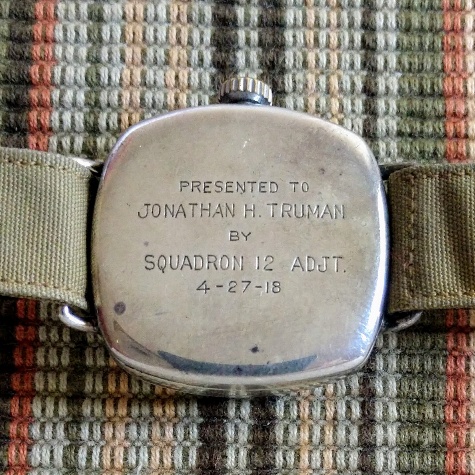 PRESENTED TO
JONATHAN H. TRUMAN
BY
SQUADRON 12 ADJT.
4-27-18